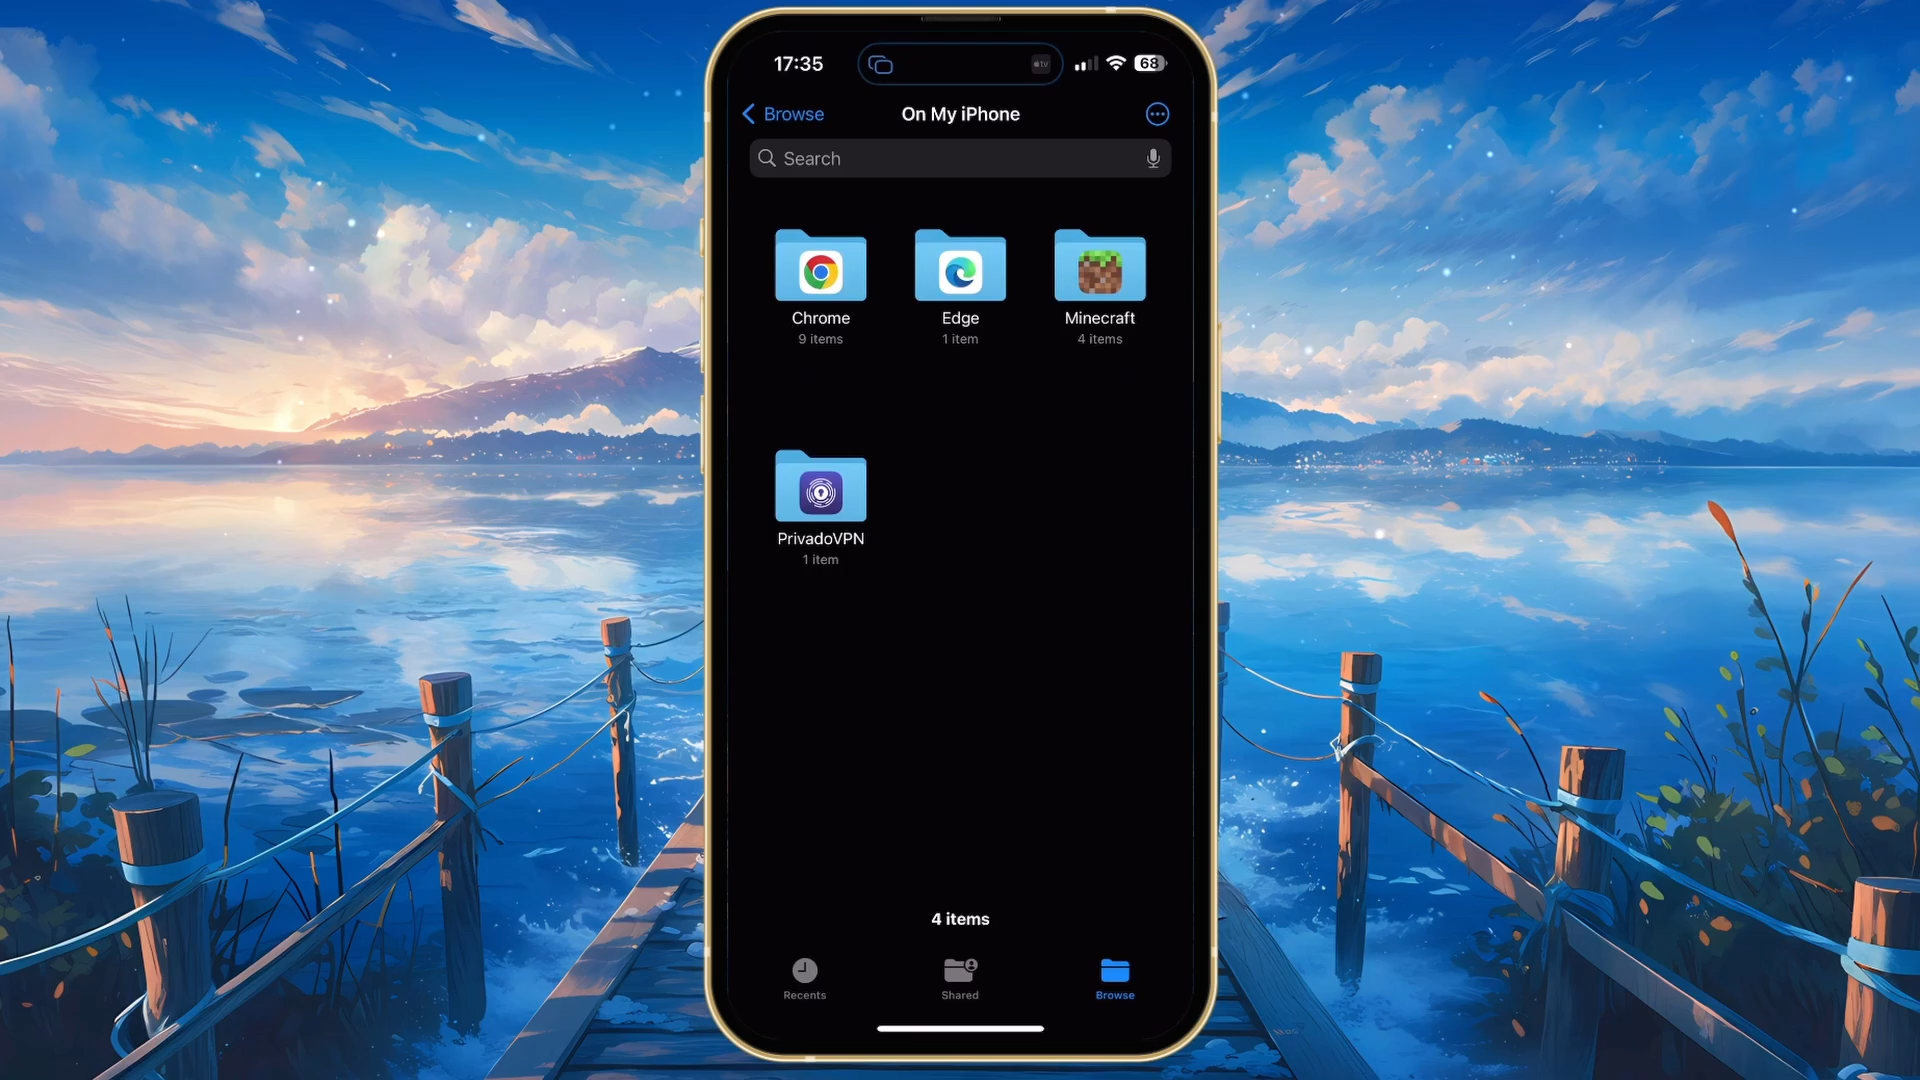 17:35
tv
68
Browse
On My iPhone
Search
Chrome
Edge
Minecraft
9 items
1 item
4 items
PrivadoVPN
1 item
4 items
Recents
Shared
Browse